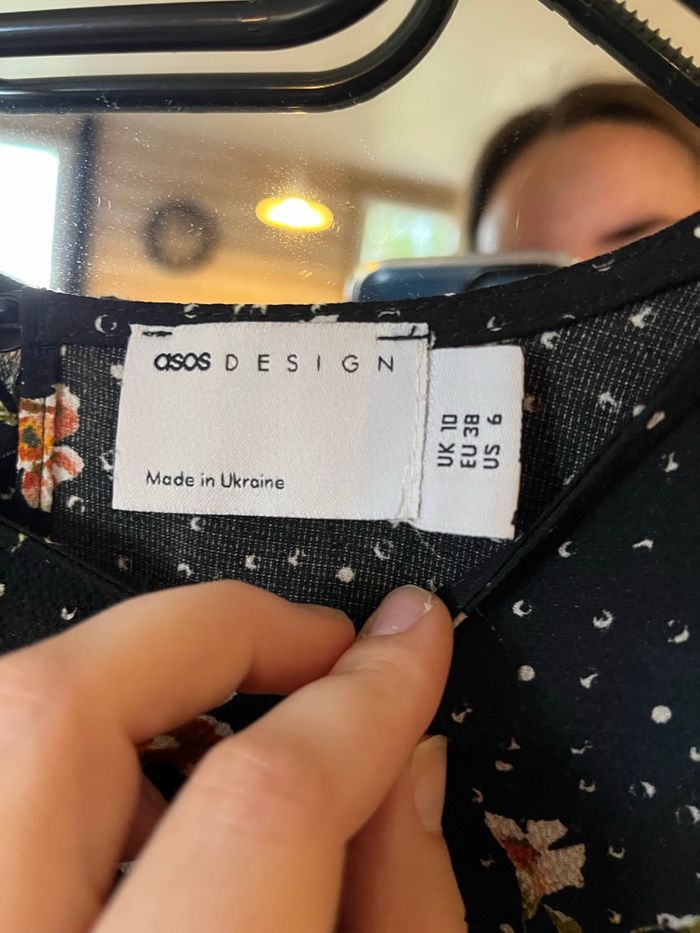 asos DESIGN
Made in Ukraine
UK 10
EU 38
US 6